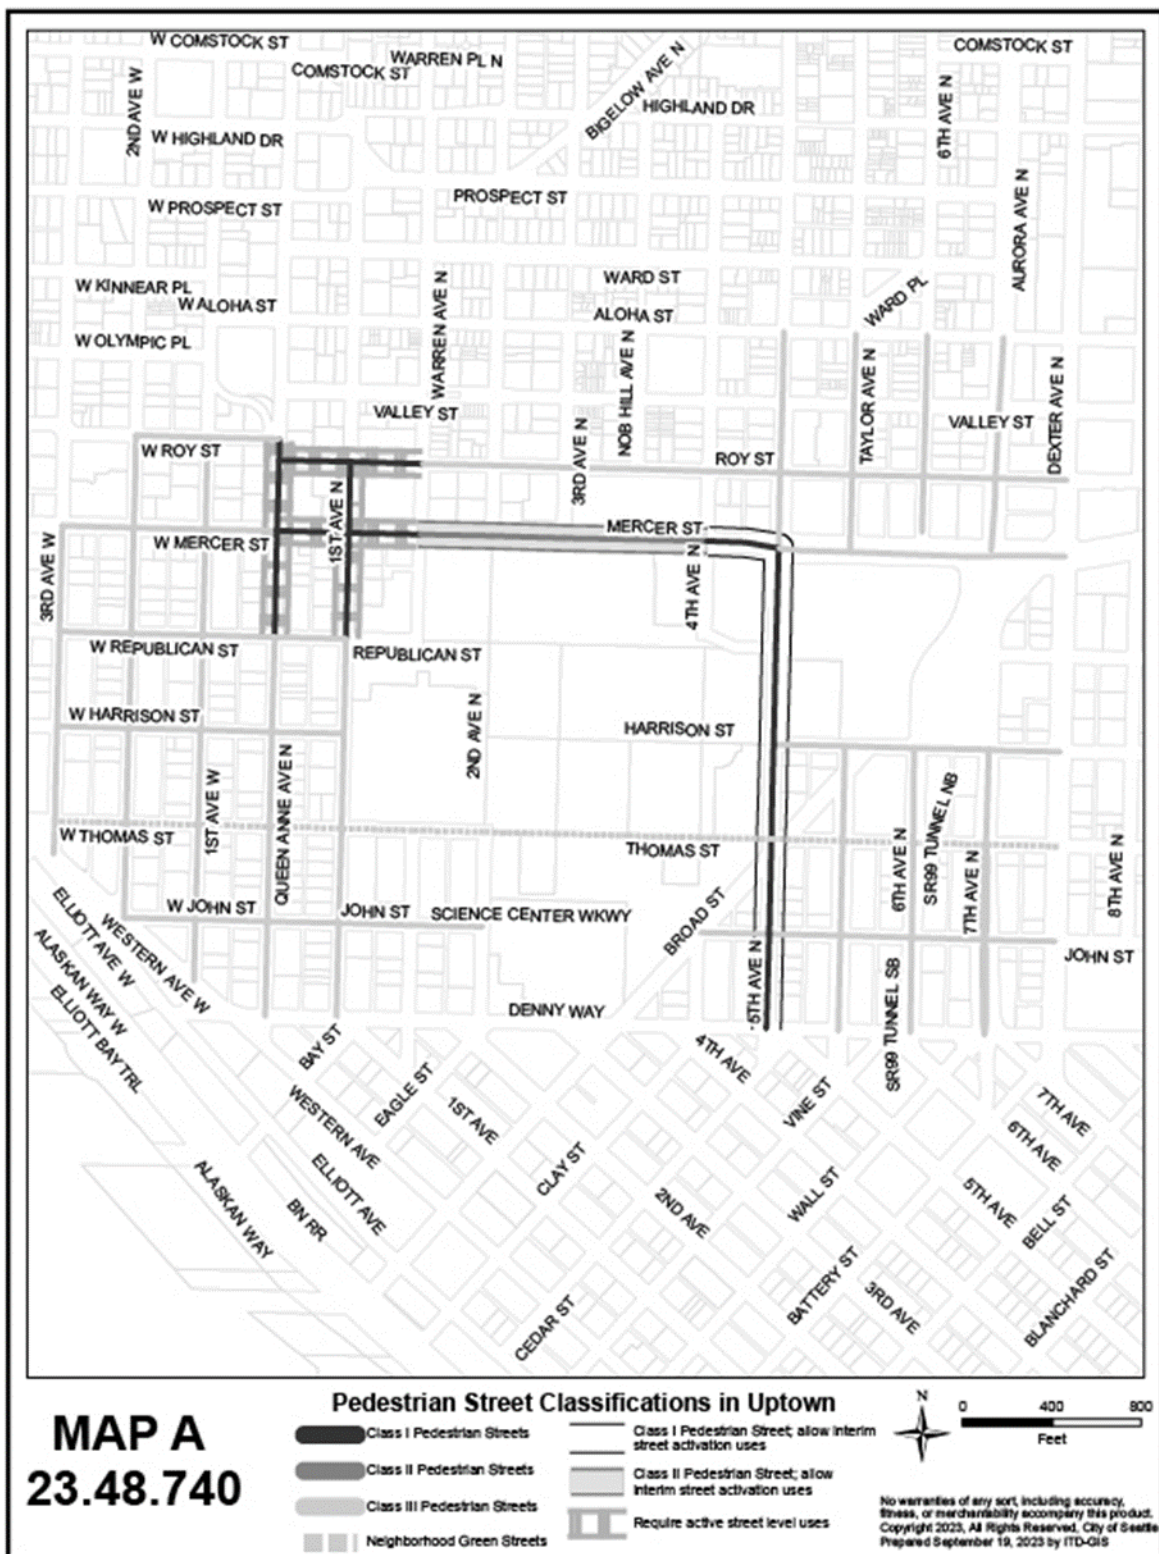 W COMSTOCK ST
WARREN PL N
COMSTOCK ST
COMSTOCK ST
BIGELOW AVE N
2ND AVE W
6TH AVE N
HIGHLAND DR
W HIGHLAND DR
PROSPECT ST
W PROSPECT ST
AURORA AVE N
W KINNEAR PL
W ALOHA ST
WARREN AVE N
WARD ST
WARD PL
ALOHA ST
W OLYMPIC PL
NOB HILL AVE N
TAYLOR AVE N
DEXTER AVE N
VALLEY ST
VALLEY ST
W ROY ST
3RD AVE N
ROY ST
1ST AVE N
MERCER ST
W MERCER ST
3RD AVE W
4TH AVE N
W REPUBLICAN ST
REPUBLICAN ST
W HARRISON ST
2ND AVE N
HARRISON ST
1ST AVE W
QUEEN ANNE AVE N
W THOMAS ST
THOMAS ST
6TH AVE N
SR99 TUNNEL NB
7TH AVE N
8TH AVE N
W JOHN ST
JOHN ST
SCIENCE CENTER WKWY
BROAD ST
5TH AVE N
JOHN ST
ELLIOTT AVE W
WESTERN AVE W
ALASKAN WAY W
ELLIOTT BAY TRL
DENNY WAY
SR99 TUNNEL SB
BAY ST
4TH AVE
EAGLE ST
WESTERN AVE
1ST AVE
VINE ST
7TH AVE
6TH AVE
ELLIOTT AVE
CLAY ST
ALASKAN WAY
BN RR
2ND AVE
WALL ST
5TH AVE
BELL ST
BATTERY ST
3RD AVE
BLANCHARD ST
CEDAR ST
MAP A
23.48.740
Pedestrian Street Classifications in Uptown
Class I Pedestrian Streets
Class II Pedestrian Streets
Class III Pedestrian Streets
Neighborhood Green Streets
Class I Pedestrian Street; allow interim
street activation uses
Class II Pedestrian Street; allow
interim street activation uses
Require active street level uses
N
0 400 800
Feet
No warranties of any sort, including accuracy,
fitness, or merchantability accompany this product.
Copyright 2023, All Rights Reserved, City of Seattle
Prepared September 19, 2023 by ITD-GIS